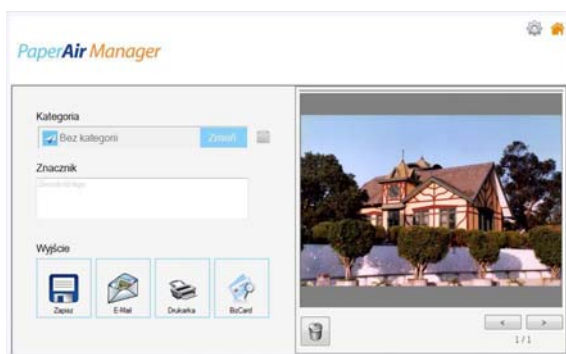 PaperAir Manager
Kategoria
Bez kategorii
Zmień
Znacznik
Wyjście
Zapisz
E-Mail
Drukarka
BizCard
< >
1 / 1